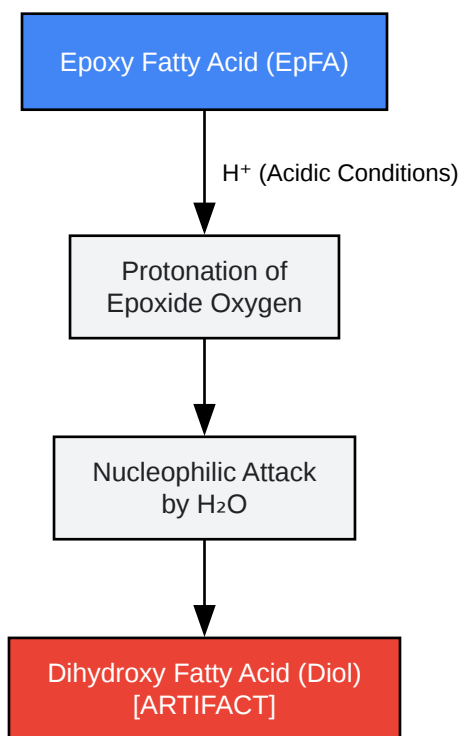 Epoxy Fatty Acid (EpFA)
H⁺ (Acidic Conditions)
Protonation of
Epoxide Oxygen
Nucleophilic Attack
by H₂O
Dihydroxy Fatty Acid (Diol)
[ARTIFACT]